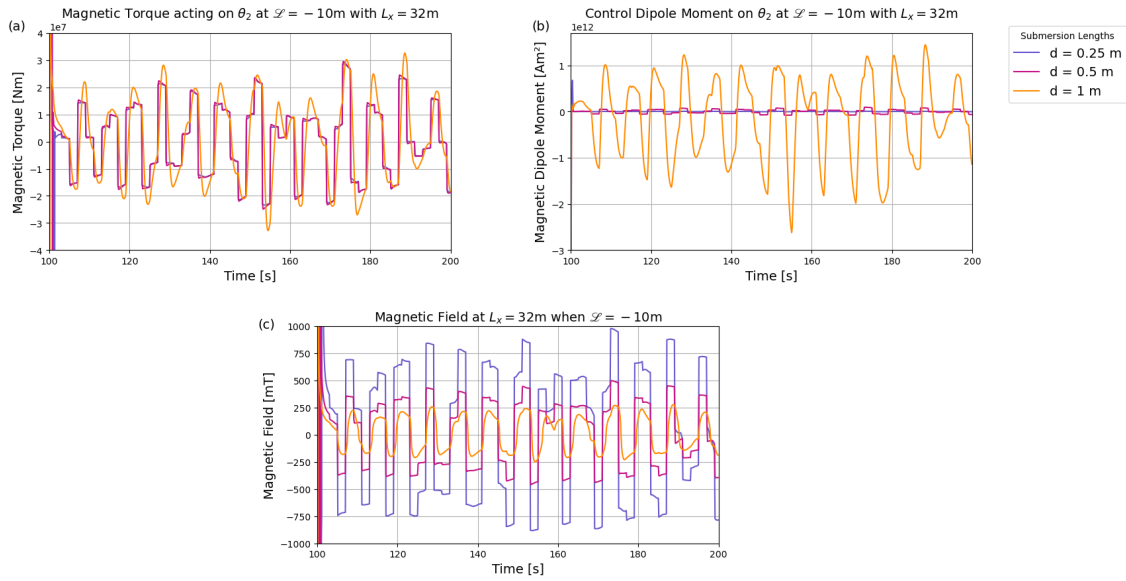 Magnetic Torque acting on θ₂ at ℒ = −10m with Lₓ = 32m
(a)
1e7
4
3
2
1
0
−1
−2
−3
−4
Magnetic Torque [Nm]
100 120 140 160 180 200
Time [s]
Control Dipole Moment on θ₂ at ℒ = −10m with Lₓ = 32m
(b)
1e12
1
0
−1
−2
−3
Magnetic Dipole Moment [Am²]
100 120 140 160 180 200
Time [s]
Submersion Lengths
d = 0.25 m
d = 0.5 m
d = 1 m
(c)
Magnetic Field at Lₓ = 32m when ℒ = −10m
1000
750
500
250
0
−250
−500
−750
−1000
Magnetic Field [mT]
100 120 140 160 180 200
Time [s]